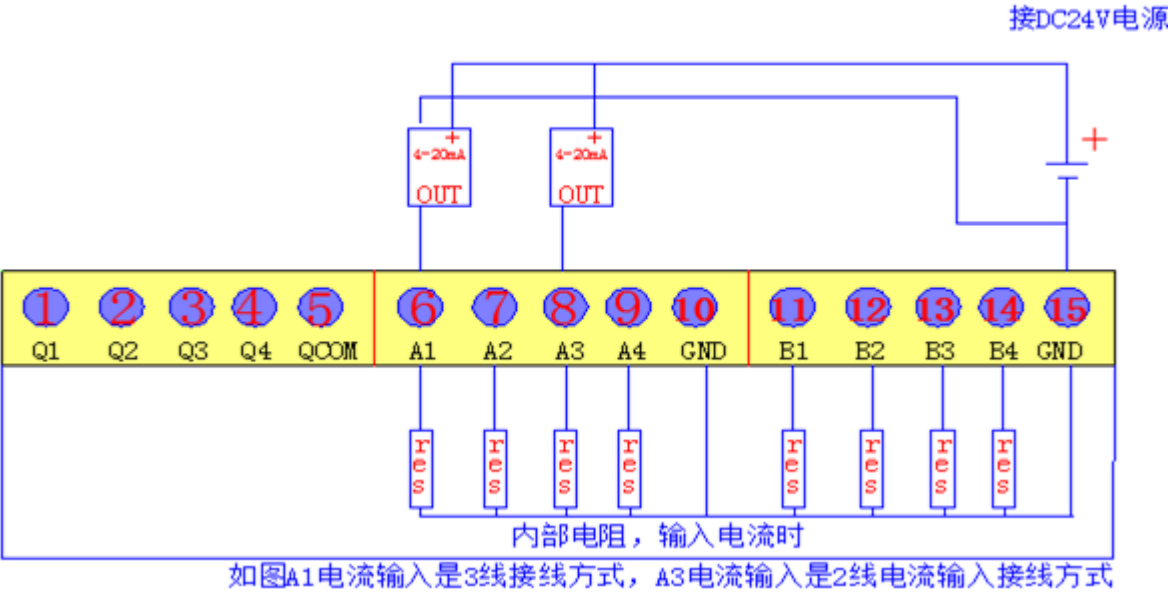 接DC24V电源
+
+ +
4-20mA 4-20mA
OUT OUT
1 2 3 4 5 6 7 8 9 10 11 12 13 14 15
Q1 Q2 Q3 Q4 QCOM A1 A2 A3 A4 GND B1 B2 B3 B4 GND
res res res res res res res res
内部电阻，输入电流时
如图A1电流输入是3线接线方式，A3电流输入是2线电流输入接线方式